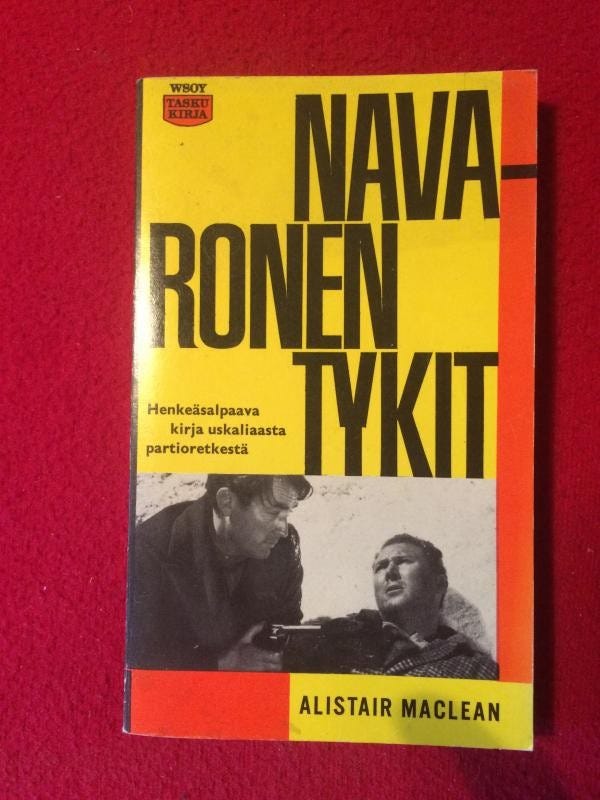 WSOY
TASKU
KIRJA
NAVA-
RONEN
TYKIT
Henkeäsalpaava
kirja uskaliaasta
partioretkestä
ALISTAIR MACLEAN